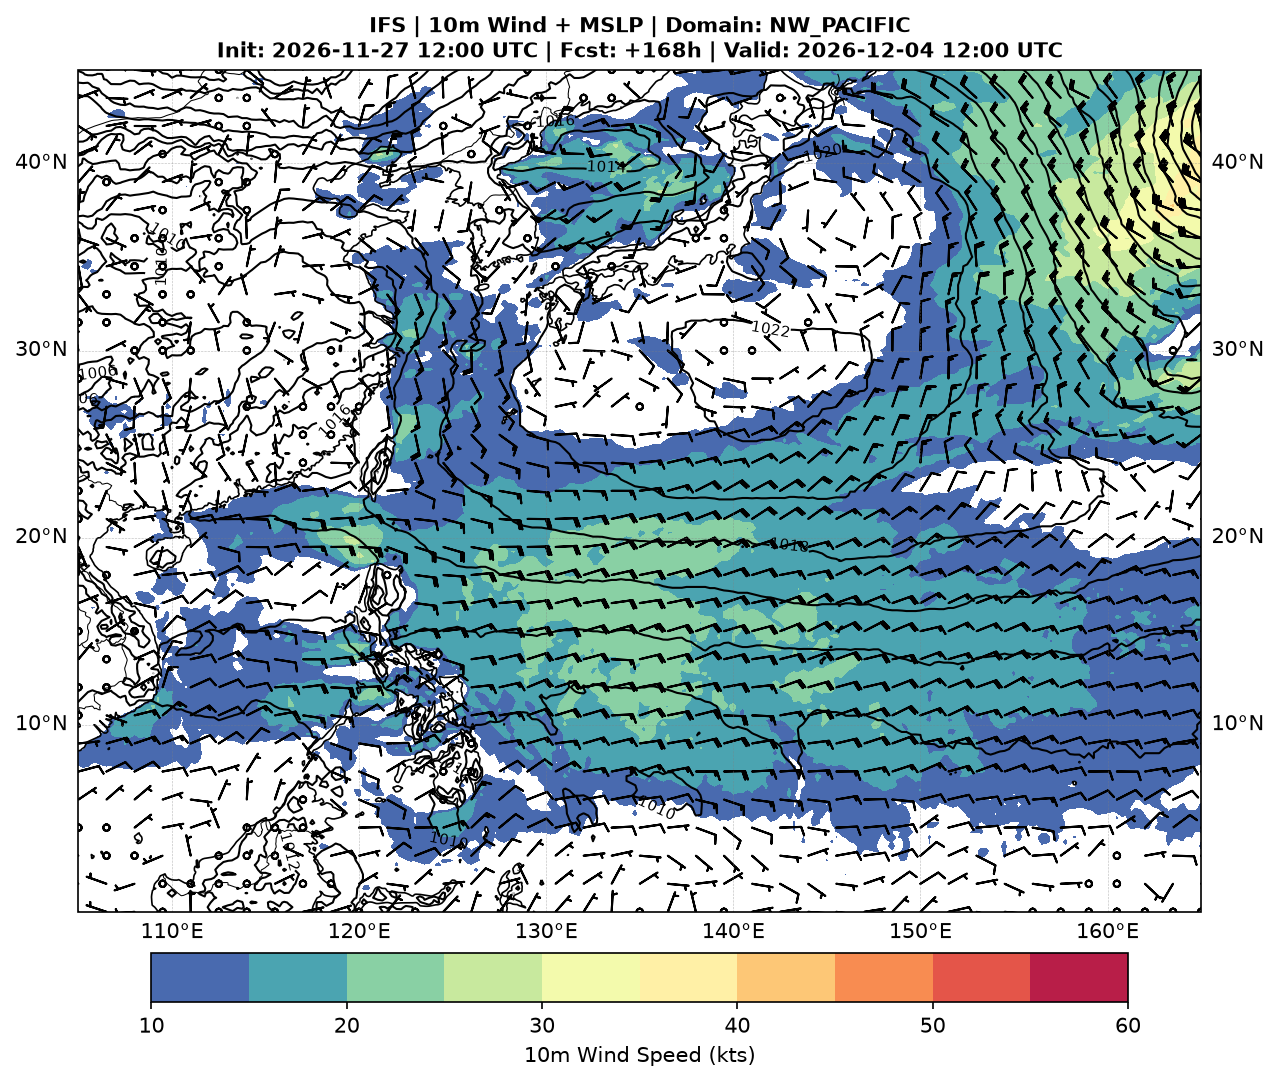 IFS | 10m Wind + MSLP | Domain: NW_PACIFIC
Init: 2026-11-27 12:00 UTC | Fcst: +168h | Valid: 2026-12-04 12:00 UTC
1016
1014
1020
40°N
40°N
1022
30°N
30°N
1006
1016
1018
20°N
20°N
10°N
10°N
1010
1010
110°E 120°E 130°E 140°E 150°E 160°E
10 20 30 40 50 60
10m Wind Speed (kts)